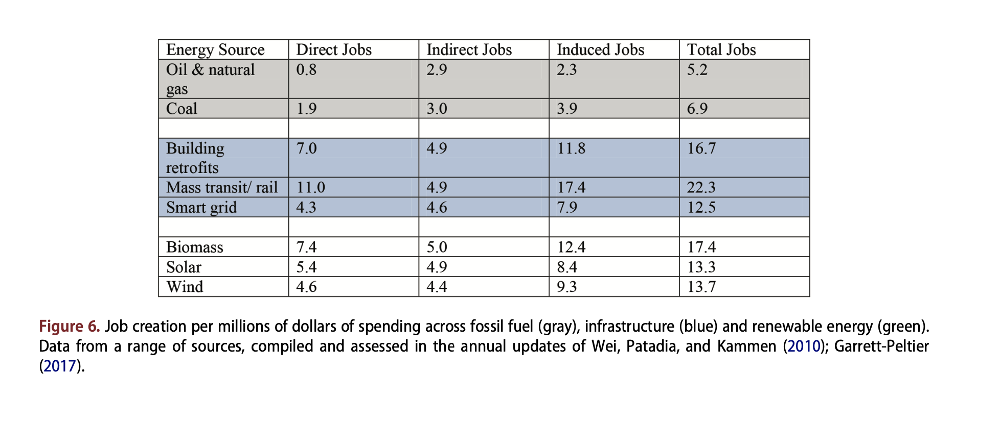 Energy Source Direct Jobs Indirect Jobs Induced Jobs Total Jobs
Oil & natural 0.8 2.9 2.3 5.2
gas
Coal 1.9 3.0 3.9 6.9
Building 7.0 4.9 11.8 16.7
retrofits
Mass transit/ rail 11.0 4.9 17.4 22.3
Smart grid 4.3 4.6 7.9 12.5
Biomass 7.4 5.0 12.4 17.4
Solar 5.4 4.9 8.4 13.3
Wind 4.6 4.4 9.3 13.7
Figure 6. Job creation per millions of dollars of spending across fossil fuel (gray), infrastructure (blue) and renewable energy (green).
Data from a range of sources, compiled and assessed in the annual updates of Wei, Patadia, and Kammen (2010); Garrett-Peltier
(2017).